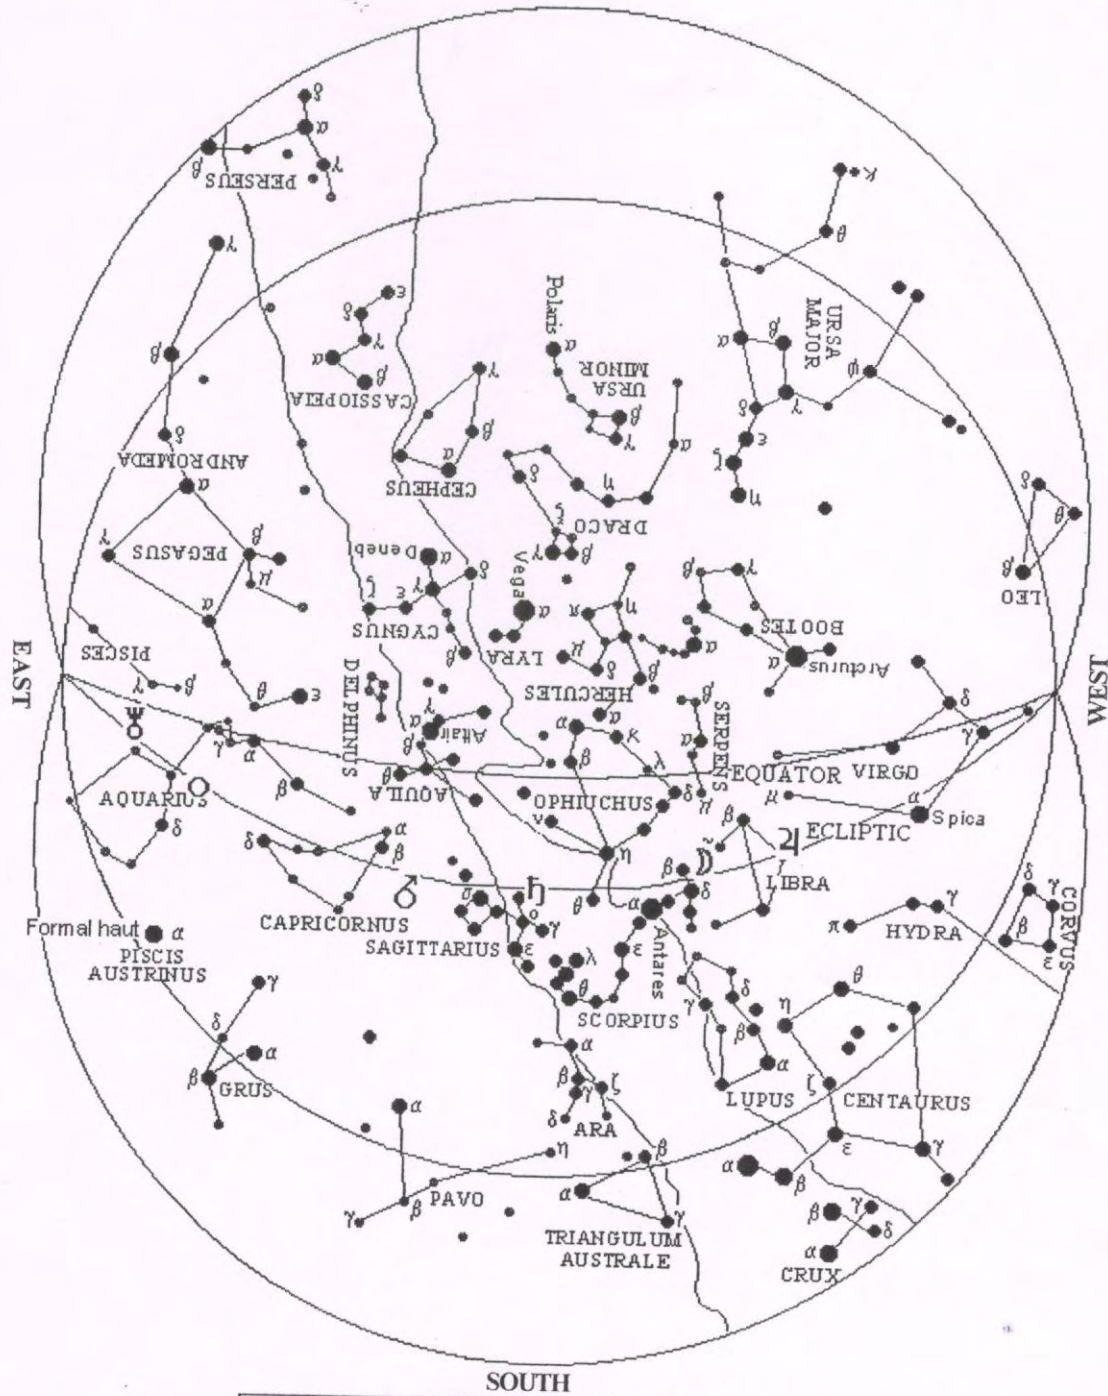 δ
α
β
γ
PERSEUS
κ
θ
γ
ε
δ
γ
α
β
CASSIOPEIA
Polaris
α
URSA
MINOR
β
γ
α
β
URSA
MAJOR
ψ
γ
δ
ε
ζ
η
β
δ
ANDROMEDA
α
γ
β
α
CEPHEUS
δ
η
α
DRACO
ζ
γ
β
δ
θ
β
LEO
γ
PEGASUS
β
μ
α
Deneb
α
γ
δ
ε
ζ
CYGNUS
β
Vega
α
LYRA
π
η
μ
δ
β
HERCULES
α
α
β
γ
BOOTES
α
Arcturus
EAST
WEST
PISCES
γ
β
θ
ε
DELPHINUS
γ
α
Altair
β
θ
AQUILA
α
β
γ
λ
δ
ν
OPHIUCHUS
η
θ
β
α
μ
SERPENS
EQUATOR
VIRGO
δ
γ
μ
α
Spica
ECLIPTIC
♆
γ
α
β
AQUARIUS
δ
δ
α
β
CAPRICORNUS
♂
♄
σ
ο
γ
ε
SAGITTARIUS
β
δ
α
Antares
ε
λ
θ
SCORPIUS
β
♃
LIBRA
Formal haut
α
PISCIS
AUSTRINUS
π
γ
HYDRA
δ
γ
β
ε
CORVUS
γ
δ
α
β
GRUS
α
β
γ
ζ
δ
ARA
γ
δ
β
α
LUPUS
η
θ
ζ
CENTAURUS
ε
γ
α
β
α
η
PAVO
γ
β
β
α
γ
TRIANGULUM
AUSTRALE
β
γ
δ
α
CRUX
SOUTH